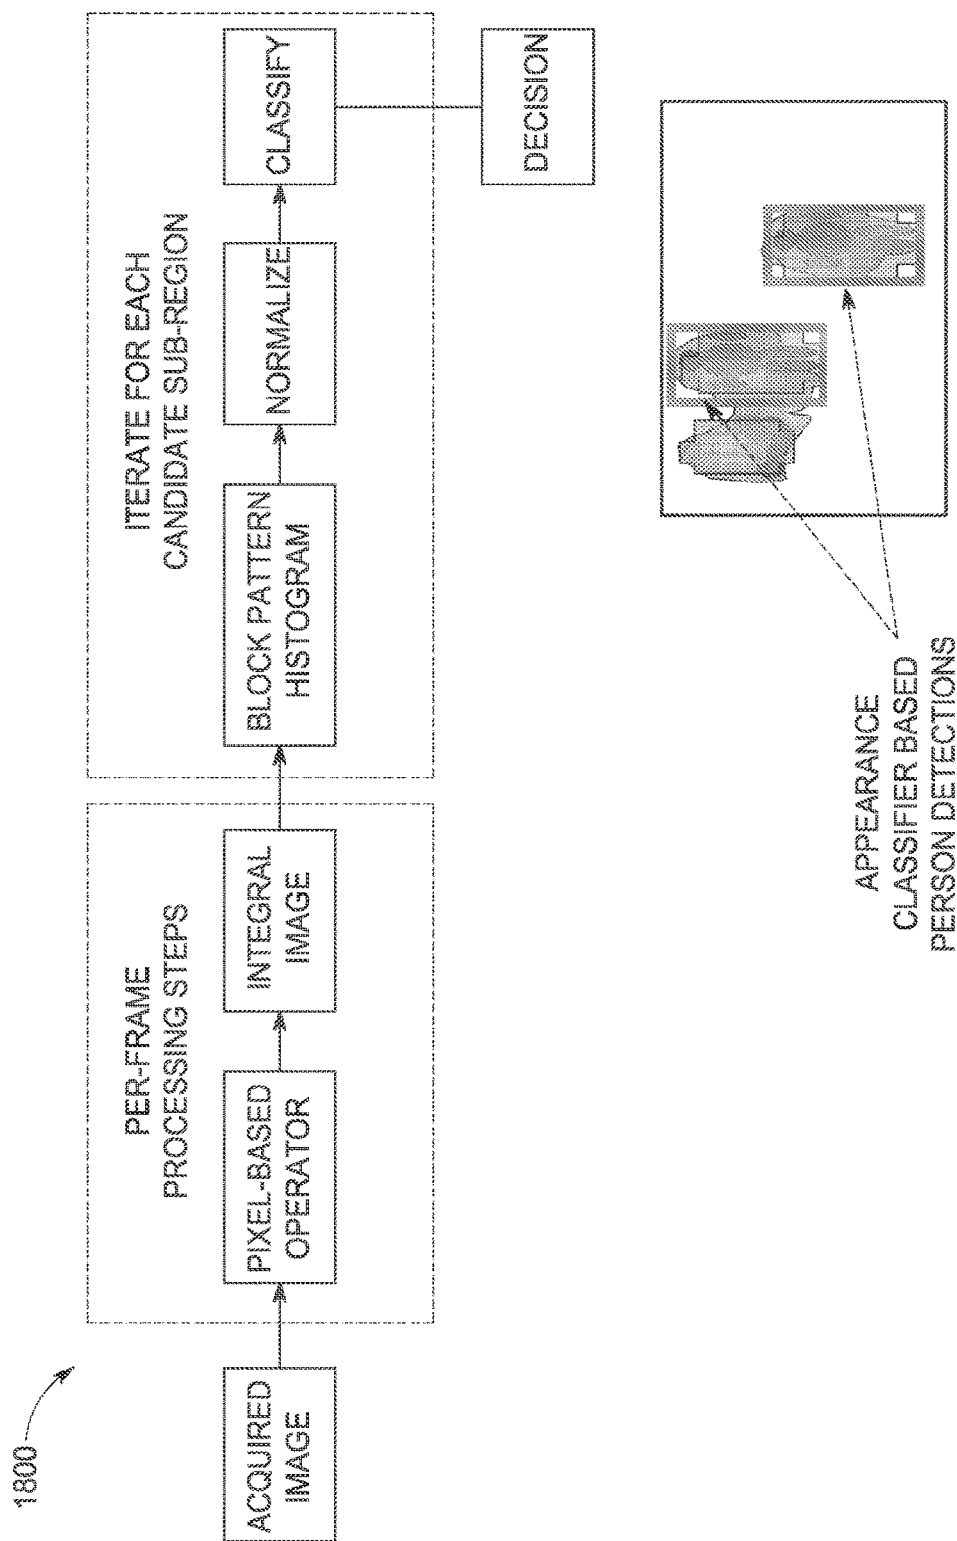 1800
PER-FRAME
PROCESSING STEPS
ITERATE FOR EACH
CANDIDATE SUB-REGION
ACQUIRED
IMAGE
PIXEL-BASED
OPERATOR
INTEGRAL
IMAGE
BLOCK PATTERN
HISTOGRAM
NORMALIZE
CLASSIFY
DECISION
APPEARANCE
CLASSIFIER BASED
PERSON DETECTIONS